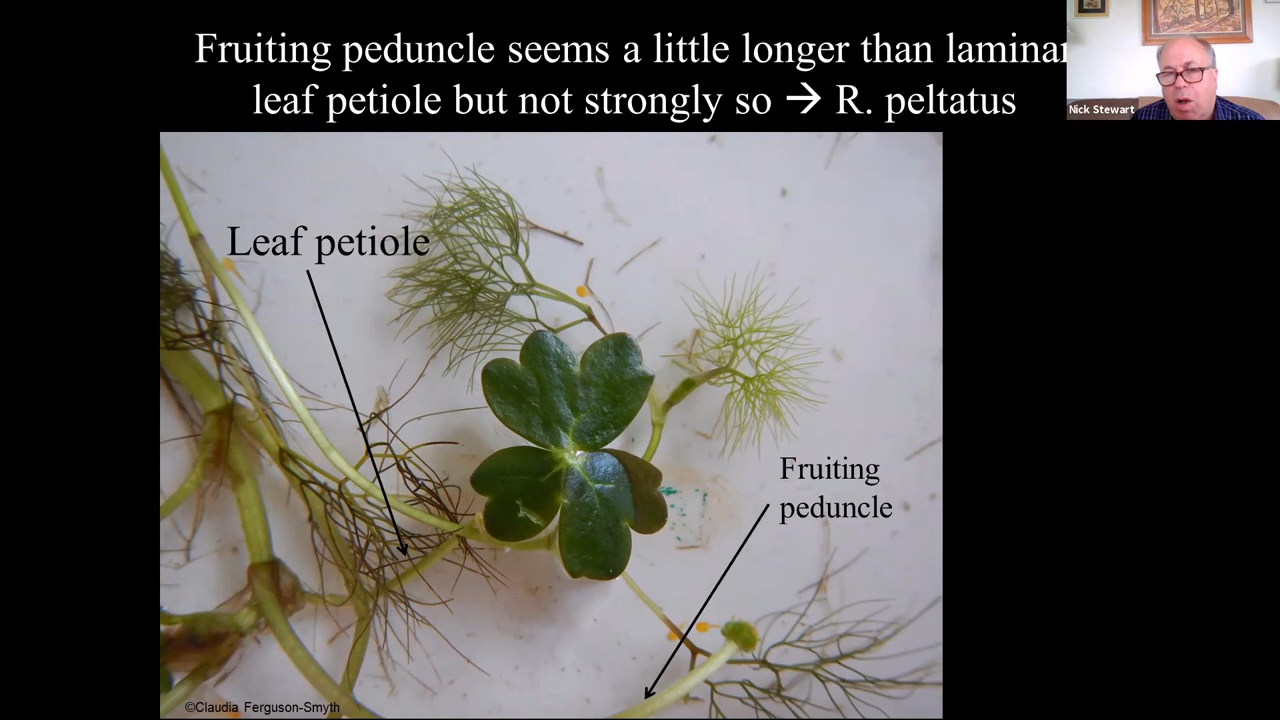 Fruiting peduncle seems a little longer than laminar
leaf petiole but not strongly so → R. peltatus
Nick Stewart
Leaf petiole
Fruiting
peduncle
©Claudia Ferguson-Smyth